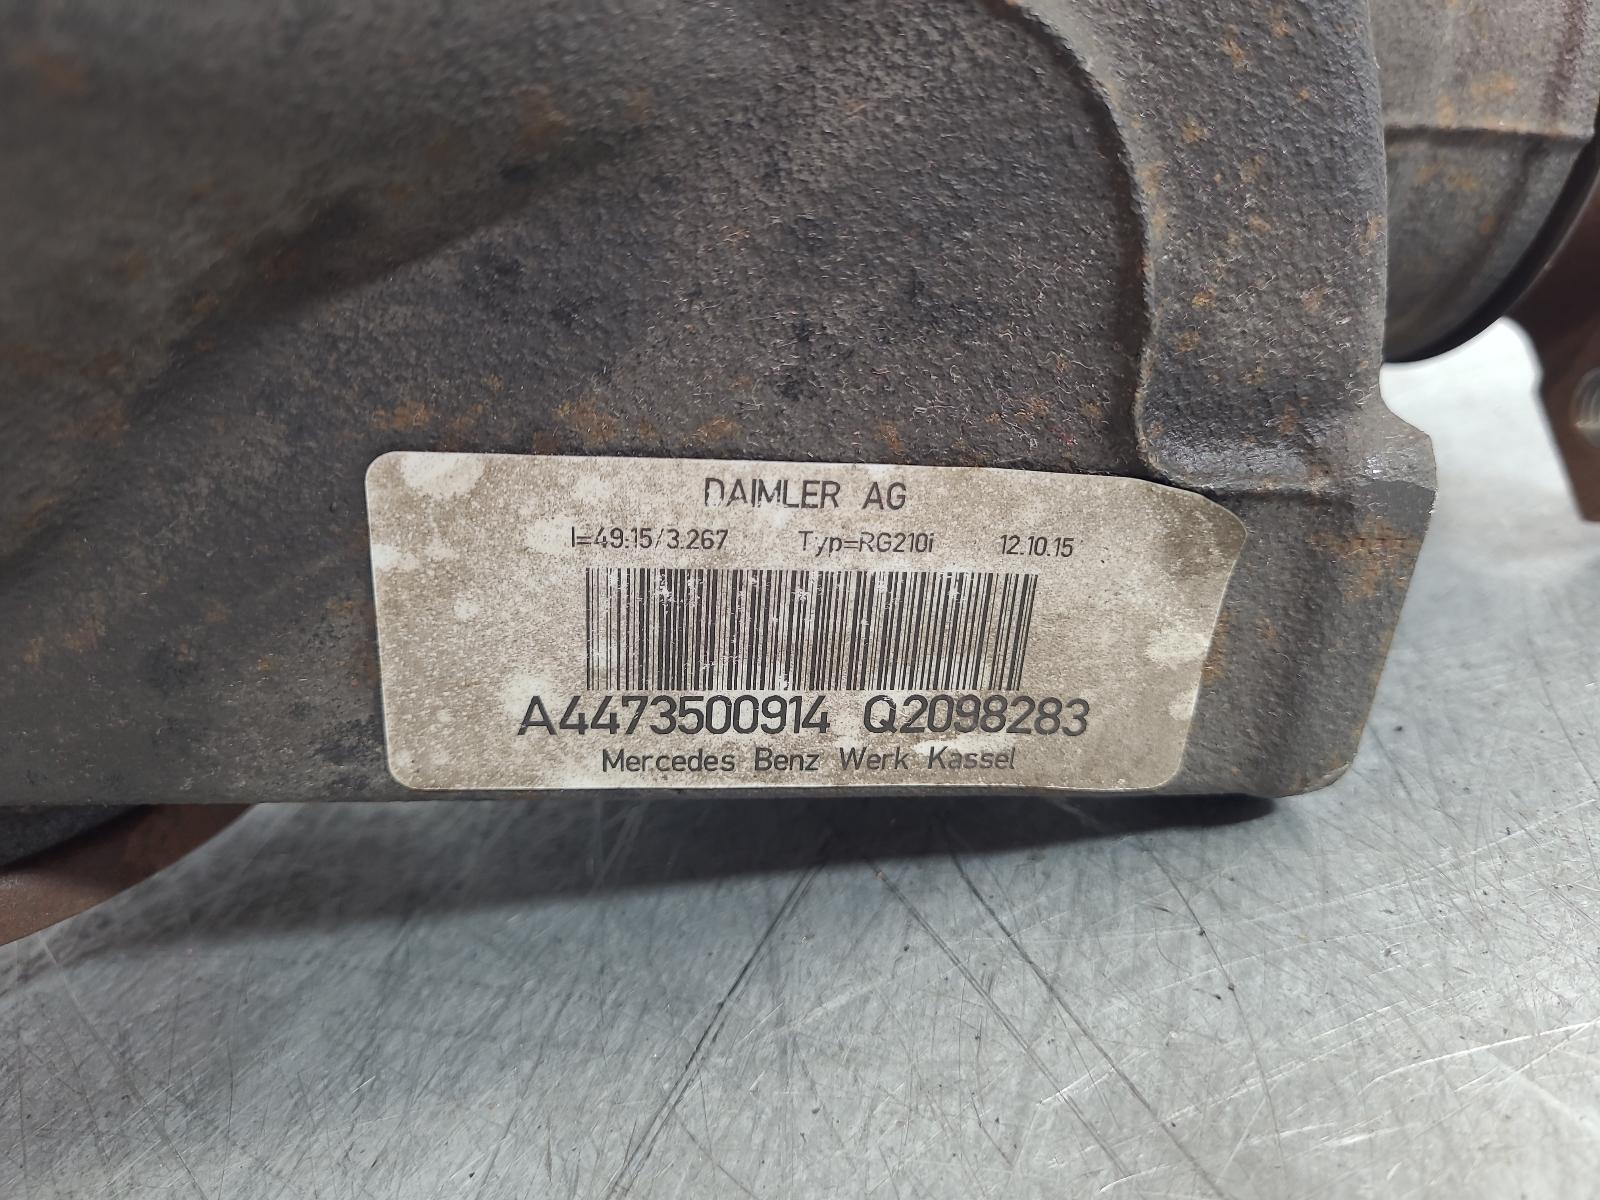 DAIMLER AG
I=49:15/3.267 Typ=RG210i 12.10.15
A4473500914 Q2098283
Mercedes Benz Werk Kassel